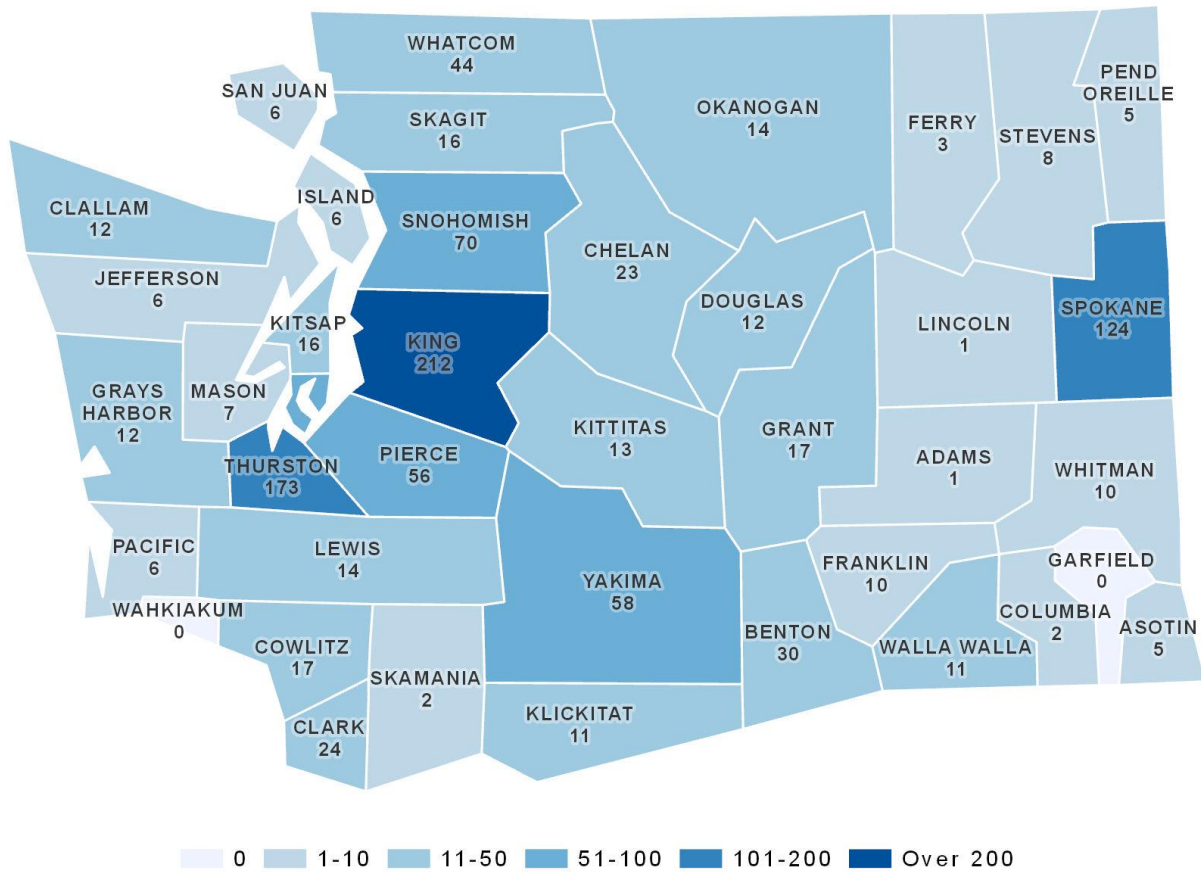 WHATCOM
44
SAN JUAN
6
SKAGIT
16
OKANOGAN
14
FERRY
3
STEVENS
8
PEND
OREILLE
5
CLALLAM
12
ISLAND
6
SNOHOMISH
70
CHELAN
23
JEFFERSON
6
KITSAP
16
KING
212
DOUGLAS
12
LINCOLN
1
SPOKANE
124
GRAYS
HARBOR
12
MASON
7
THURSTON
173
PIERCE
56
KITTITAS
13
GRANT
17
ADAMS
1
WHITMAN
10
PACIFIC
6
LEWIS
14
YAKIMA
58
FRANKLIN
10
GARFIELD
0
WAHKIAKUM
0
COWLITZ
17
SKAMANIA
2
BENTON
30
WALLA WALLA
11
COLUMBIA
2
ASOTIN
5
CLARK
24
KLICKITAT
11
0 1-10 11-50 51-100 101-200 Over 200